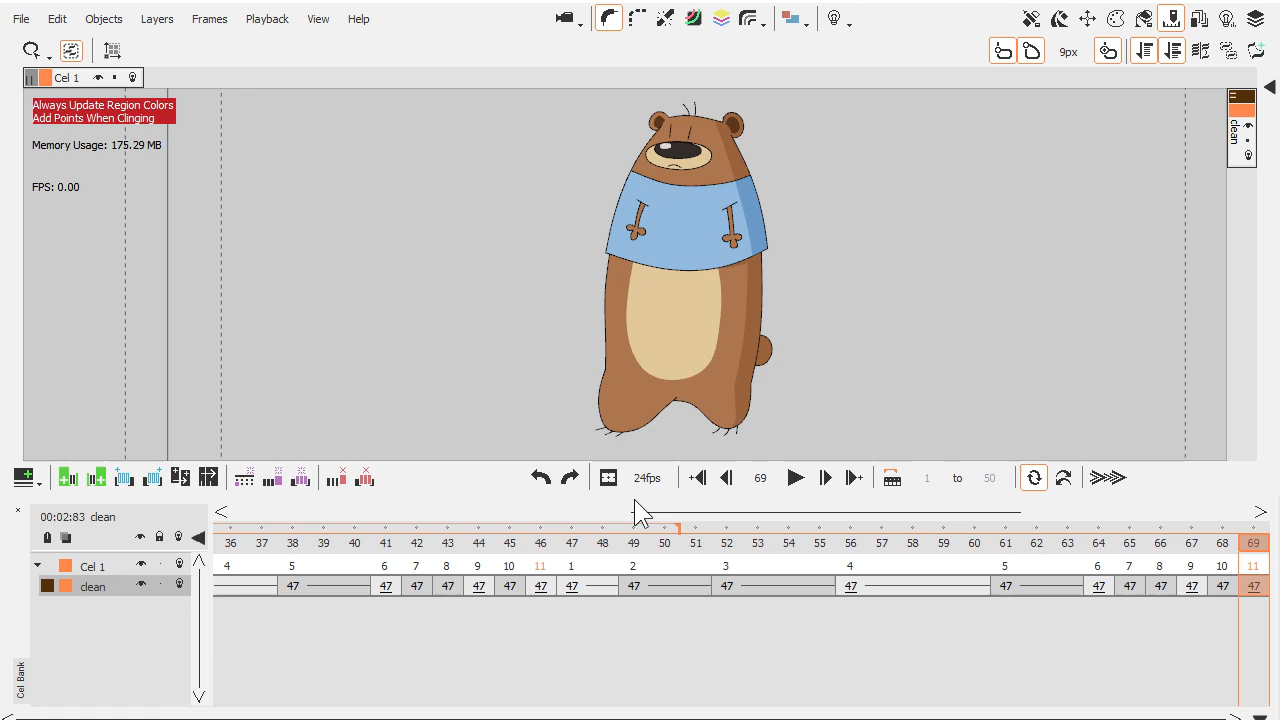 File Edit Objects Layers Frames Playback View Help
9px
Cel 1
Always Update Region Colors
Add Points When Clinging
Memory Usage: 175.29 MB
FPS: 0.00
clean
24fps 69 1 to 50
00:02:83 clean
36 37 38 39 40 41 42 43 44 45 46 47 48 49 50 51 52 53 54 55 56 57 58 59 60 61 62 63 64 65 66 67 68 69
Cel 1 4 5 6 7 8 9 10 11 1 2 3 4 5 6 7 8 9 10 11
clean 47 47 47 47 47 47 47 47 47 47 47 47 47 47 47 47 47 47
Cel Bank